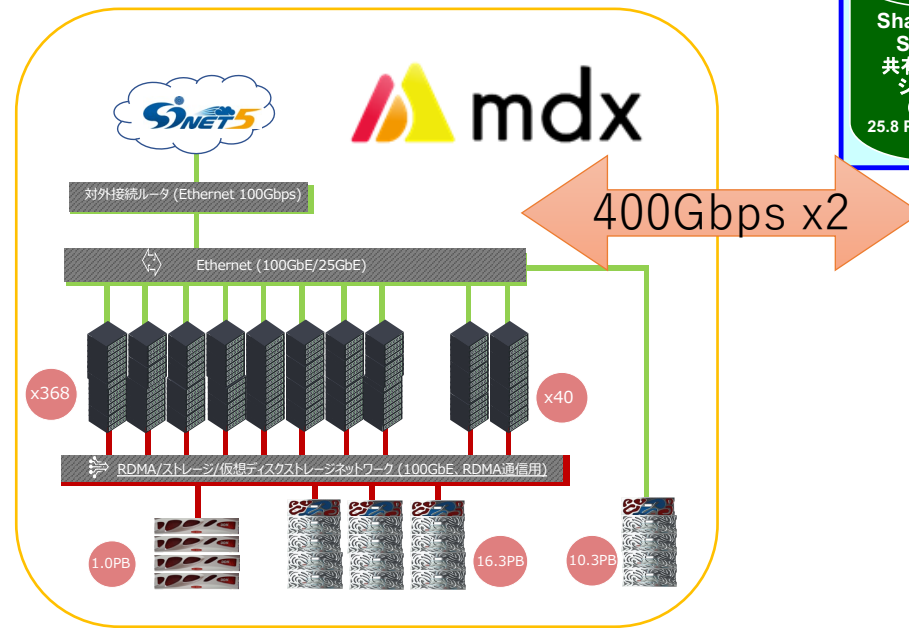 SINET5
mdx
対外接続ルータ (Ethernet 100Gbps)
400Gbps x2
Ethernet (100GbE/25GbE)
x368
x40
RDMA/ストレージ/仮想ディスクストレージネットワーク (100GbE、RDMA通信用)
1.0PB
16.3PB
10.3PB
共有
25.8